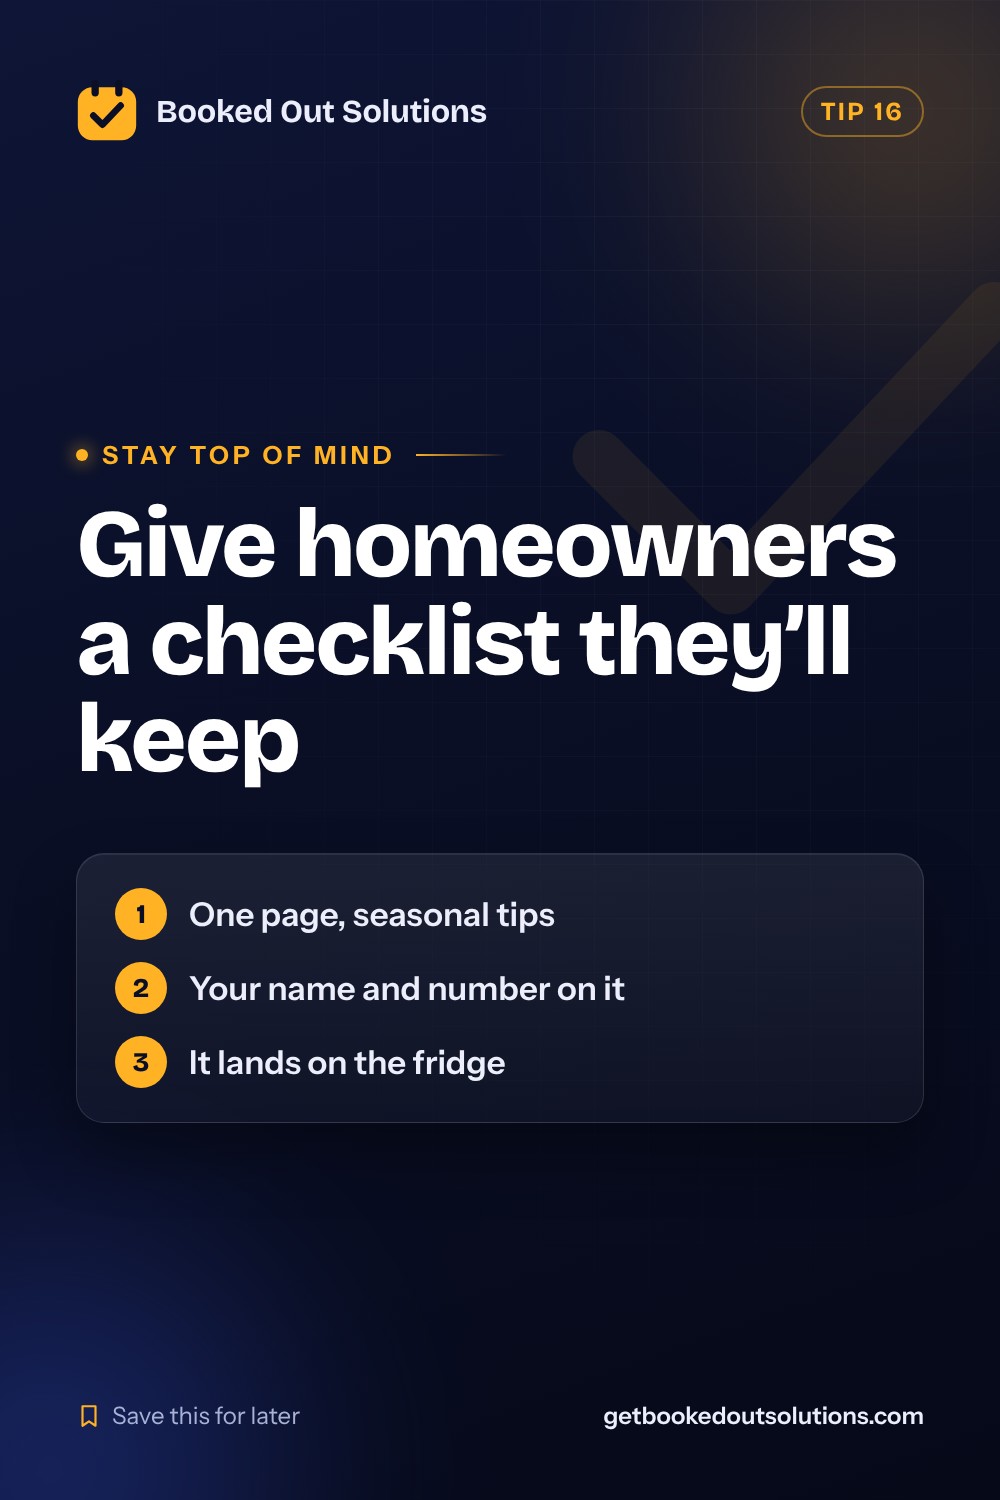 Booked Out Solutions
TIP 16
STAY TOP OF MIND
Give homeowners
a checklist they’ll
keep
1 One page, seasonal tips
2 Your name and number on it
3 It lands on the fridge
Save this for later
getbookedoutsolutions.com